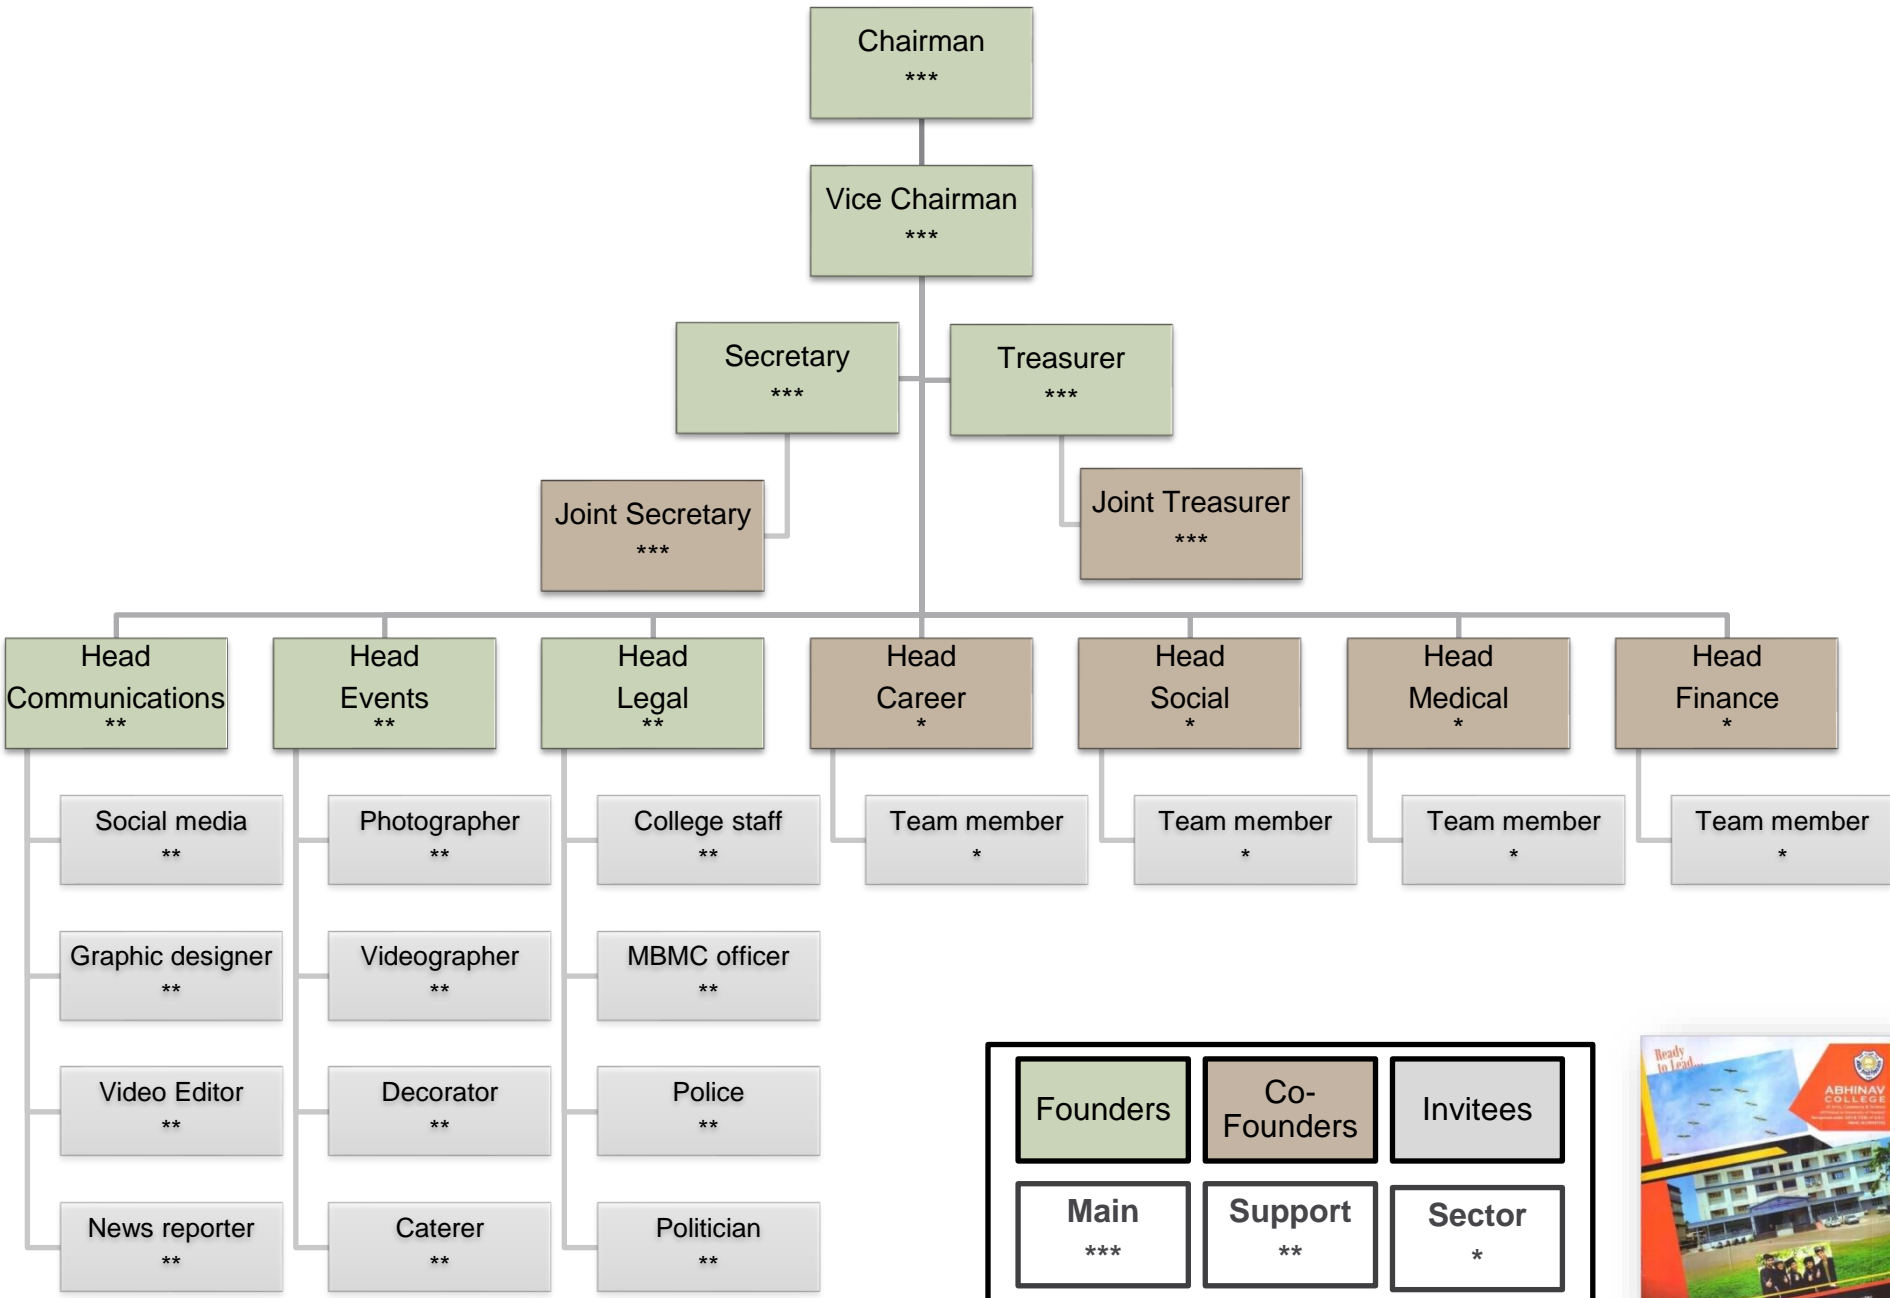 Chairman
***
Vice Chairman
***
Secretary
***
Treasurer
***
Joint Secretary
***
Joint Treasurer
***
Head
Communications
**
Head
Events
**
Head
Legal
**
Head
Career
*
Head
Social
*
Head
Medical
*
Head
Finance
*
Social media
**
Photographer
**
College staff
**
Team member
*
Team member
*
Team member
*
Team member
*
Graphic designer
**
Videographer
**
MBMC officer
**
Video Editor
**
Decorator
**
Police
**
News reporter
**
Caterer
**
Politician
**
Founders
Co-
Founders
Invitees
Main
***
Support
**
Sector
*
Ready
to Lead...
ABHINAV
COLLEGE